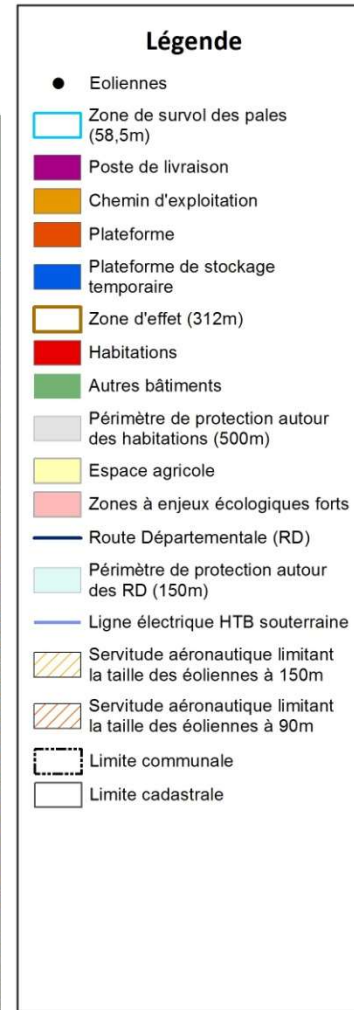 Légende
Eoliennes
Zone de survol des pales
(58,5m)
Poste de livraison
Chemin d'exploitation
Plateforme
Plateforme de stockage
temporaire
Zone d'effet (312m)
Habitations
Autres bâtiments
Périmètre de protection autour
des habitations (500m)
Espace agricole
Zones à enjeux écologiques forts
Route Départementale (RD)
Périmètre de protection autour
des RD (150m)
Ligne électrique HTB souterraine
Servitude aéronautique limitant
la taille des éoliennes à 150m
Servitude aéronautique limitant
la taille des éoliennes à 90m
Limite communale
Limite cadastrale